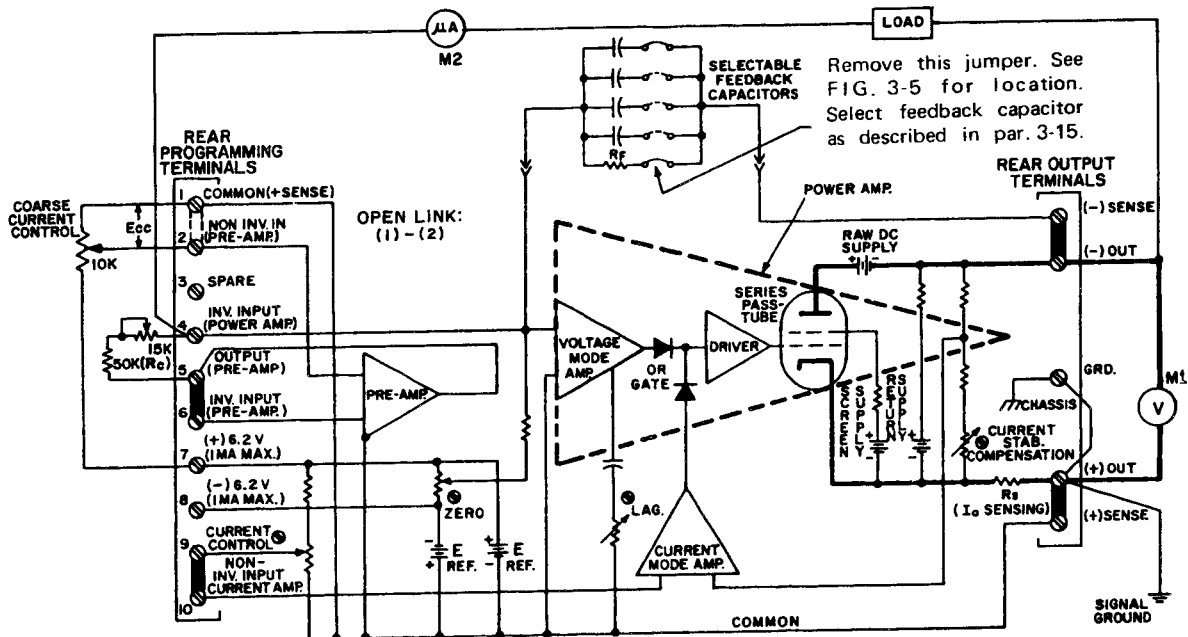 μA
M2
LOAD
SELECTABLE
FEEDBACK
CAPACITORS
RF
Remove this jumper. See
FIG. 3-5 for location.
Select feedback capacitor
as described in par. 3-15.
REAR
PROGRAMMING
TERMINALS
COARSE
CURRENT
CONTROL
Ecc
10K
1
COMMON (+SENSE)
2
NON INV. IN
(PRE-AMP.)
OPEN LINK:
(1)-(2)
3
SPARE
4
INV. INPUT
(POWER AMP.)
15K
50K(Rc)
5
OUTPUT
(PRE-AMP)
6
INV. INPUT
(PRE-AMP.)
7
(+) 6.2 V
(1MA MAX.)
8
(-) 6.2V
(1MA MAX.)
9
CURRENT
CONTROL
NON-
INV. INPUT
CURRENT AMP.
10
PRE-AMP.
ZERO
- E
+ REF.
+ E
- REF.
POWER AMP.
RAW DC
SUPPLY
+ -
SERIES
PASS-
TUBE
VOLTAGE
MODE
AMP.
OR
GATE
DRIVER
LAG.
CURRENT
MODE AMP.
SCREEN
SUPPLY
+
-
RETURN
SUPPLY
+
-
REAR OUTPUT
TERMINALS
(-) SENSE
(-) OUT
GRD.
CHASSIS
M1
V
CURRENT
STAB.
COMPENSATION
Rs
(Io SENSING)
(+) OUT
(+) SENSE
COMMON
SIGNAL
GROUND